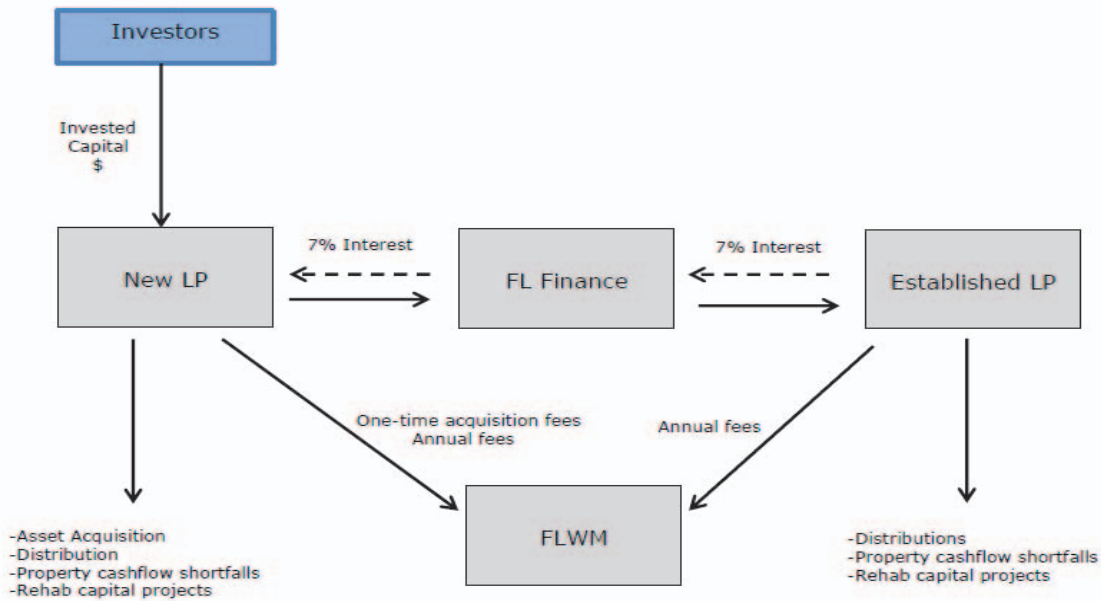 Investors
Invested
Capital
$
7% Interest
7% Interest
New LP
FL Finance
Established LP
One-time acquisition fees
Annual fees
Annual fees
FLWM
-Asset Acquisition
-Distribution
-Property cashflow shortfalls
-Rehab capital projects
-Distributions
-Property cashflow shortfalls
-Rehab capital projects